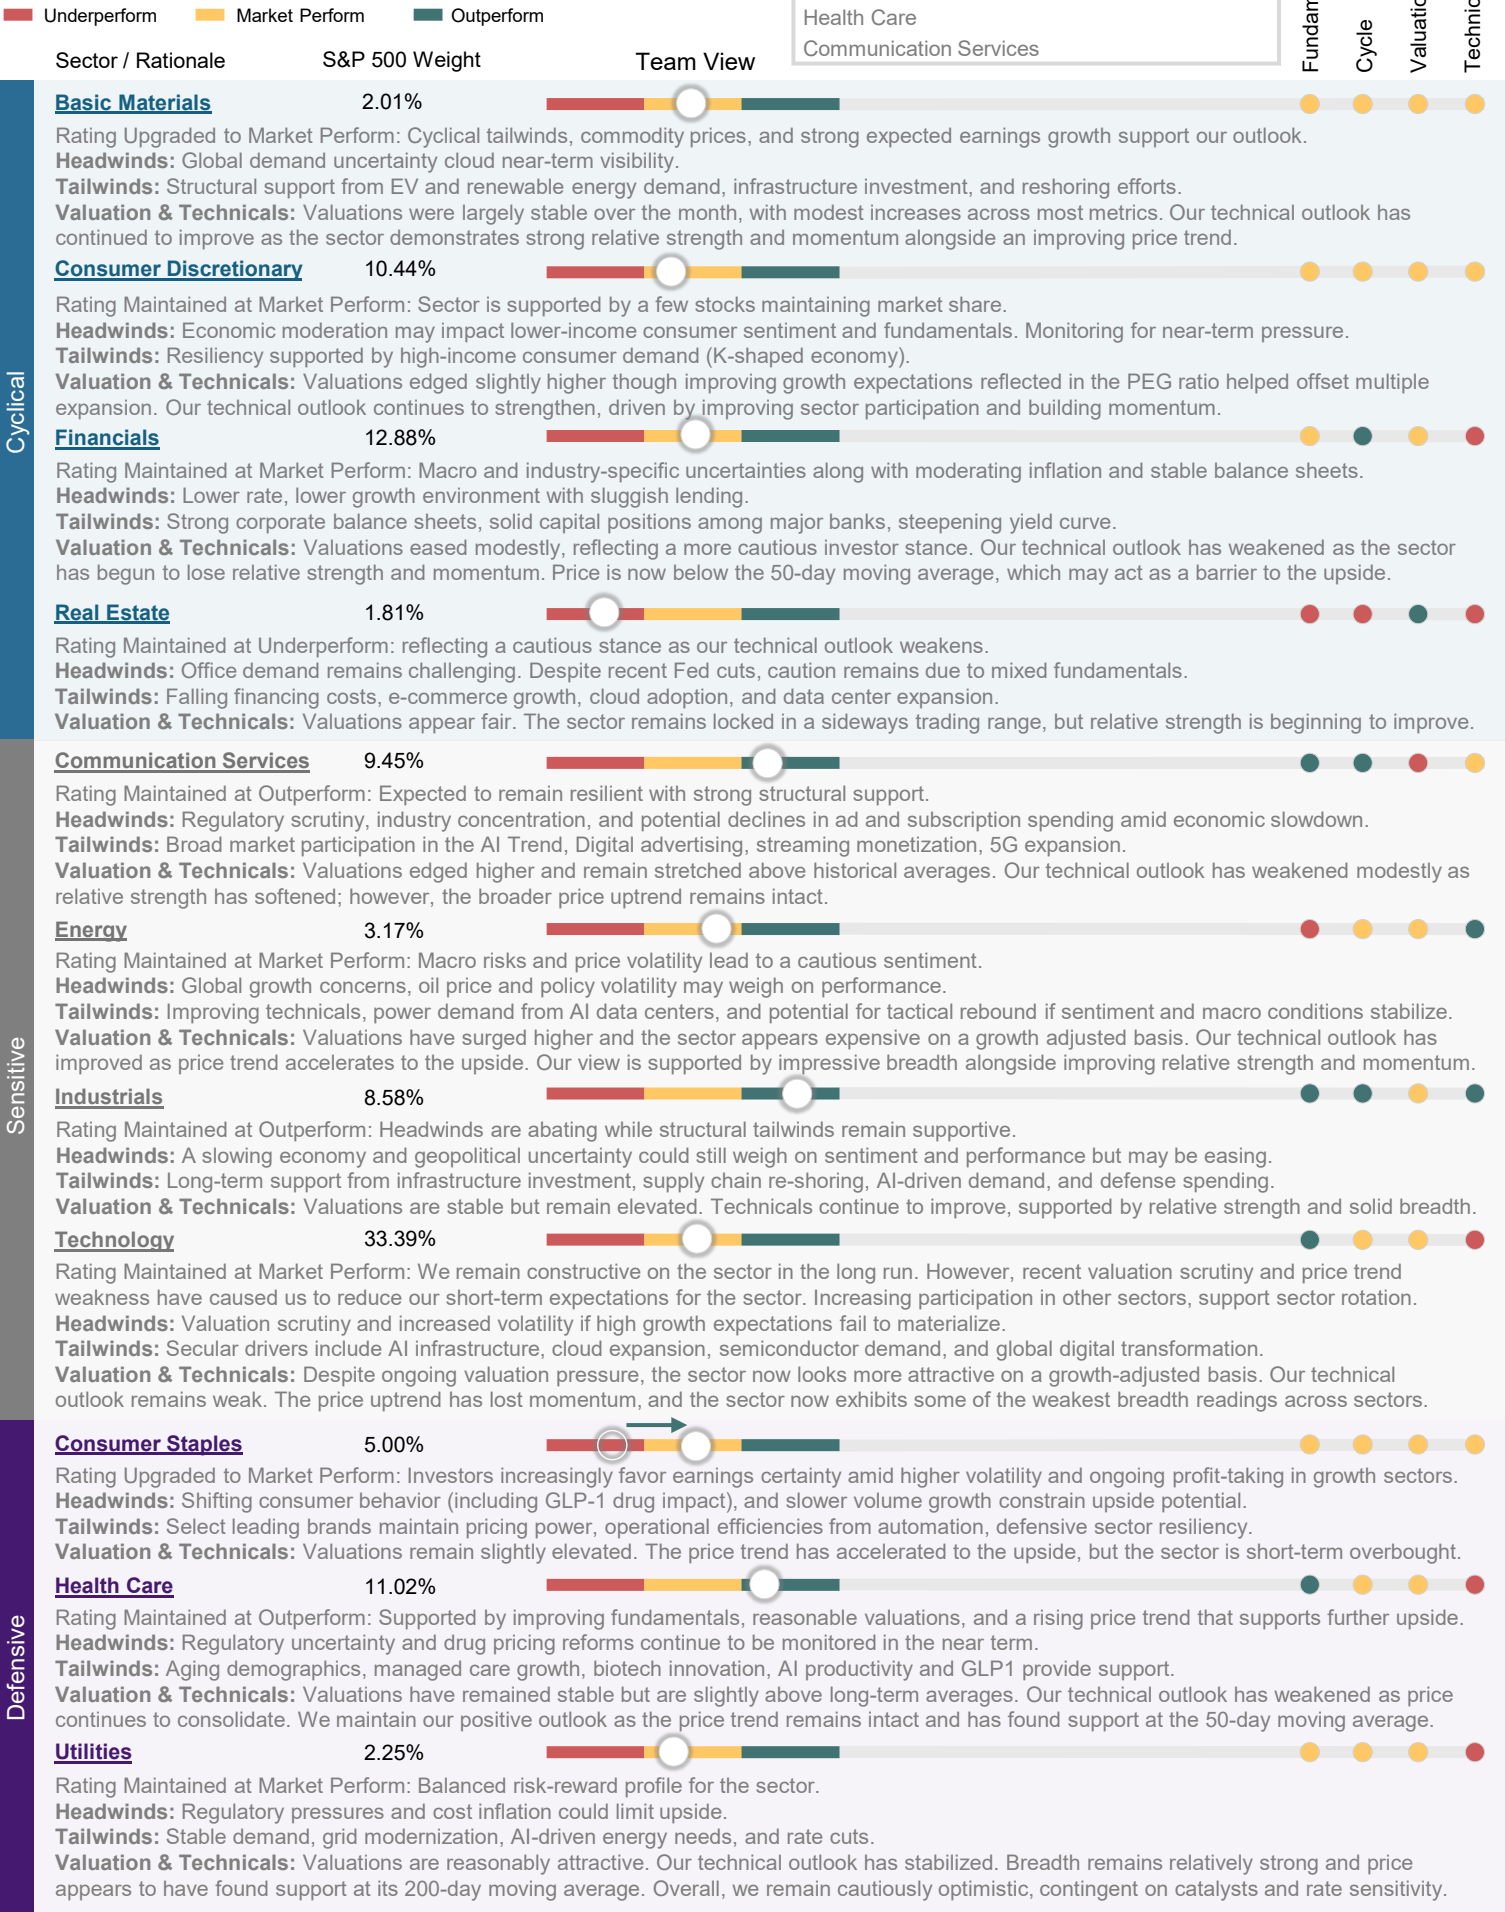 Underperform
Market Perform
Outperform
Health Care
Communication Services
Sector / Rationale
S&P 500 Weight
Team View
Cycle
Cyclical
Basic Materials 2.01%
Rating Upgraded to Market Perform: Cyclical tailwinds, commodity prices, and strong expected earnings growth support our outlook.
Headwinds: Global demand uncertainty cloud near-term visibility.
Tailwinds: Structural support from EV and renewable energy demand, infrastructure investment, and reshoring efforts.
Valuation & Technicals: Valuations were largely stable over the month, with modest increases across most metrics. Our technical outlook has
continued to improve as the sector demonstrates strong relative strength and momentum alongside an improving price trend.
Consumer Discretionary 10.44%
Rating Maintained at Market Perform: Sector is supported by a few stocks maintaining market share.
Headwinds: Economic moderation may impact lower-income consumer sentiment and fundamentals. Monitoring for near-term pressure.
Tailwinds: Resiliency supported by high-income consumer demand (K-shaped economy).
Valuation & Technicals: Valuations edged slightly higher though improving growth expectations reflected in the PEG ratio helped offset multiple
expansion. Our technical outlook continues to strengthen, driven by improving sector participation and building momentum.
Financials 12.88%
Rating Maintained at Market Perform: Macro and industry-specific uncertainties along with moderating inflation and stable balance sheets.
Headwinds: Lower rate, lower growth environment with sluggish lending.
Tailwinds: Strong corporate balance sheets, solid capital positions among major banks, steepening yield curve.
Valuation & Technicals: Valuations eased modestly, reflecting a more cautious investor stance. Our technical outlook has weakened as the sector
has begun to lose relative strength and momentum. Price is now below the 50-day moving average, which may act as a barrier to the upside.
Real Estate 1.81%
Rating Maintained at Underperform: reflecting a cautious stance as our technical outlook weakens.
Headwinds: Office demand remains challenging. Despite recent Fed cuts, caution remains due to mixed fundamentals.
Tailwinds: Falling financing costs, e-commerce growth, cloud adoption, and data center expansion.
Valuation & Technicals: Valuations appear fair. The sector remains locked in a sideways trading range, but relative strength is beginning to improve.
Sensitive
Communication Services 9.45%
Rating Maintained at Outperform: Expected to remain resilient with strong structural support.
Headwinds: Regulatory scrutiny, industry concentration, and potential declines in ad and subscription spending amid economic slowdown.
Tailwinds: Broad market participation in the AI Trend, Digital advertising, streaming monetization, 5G expansion.
Valuation & Technicals: Valuations edged higher and remain stretched above historical averages. Our technical outlook has weakened modestly as
relative strength has softened; however, the broader price uptrend remains intact.
Energy 3.17%
Rating Maintained at Market Perform: Macro risks and price volatility lead to a cautious sentiment.
Headwinds: Global growth concerns, oil price and policy volatility may weigh on performance.
Tailwinds: Improving technicals, power demand from AI data centers, and potential for tactical rebound if sentiment and macro conditions stabilize.
Valuation & Technicals: Valuations have surged higher and the sector appears expensive on a growth adjusted basis. Our technical outlook has
improved as price trend accelerates to the upside. Our view is supported by impressive breadth alongside improving relative strength and momentum.
Industrials 8.58%
Rating Maintained at Outperform: Headwinds are abating while structural tailwinds remain supportive.
Headwinds: A slowing economy and geopolitical uncertainty could still weigh on sentiment and performance but may be easing.
Tailwinds: Long-term support from infrastructure investment, supply chain re-shoring, AI-driven demand, and defense spending.
Valuation & Technicals: Valuations are stable but remain elevated. Technicals continue to improve, supported by relative strength and solid breadth.
Technology 33.39%
Rating Maintained at Market Perform: We remain constructive on the sector in the long run. However, recent valuation scrutiny and price trend
weakness have caused us to reduce our short-term expectations for the sector. Increasing participation in other sectors, support sector rotation.
Headwinds: Valuation scrutiny and increased volatility if high growth expectations fail to materialize.
Tailwinds: Secular drivers include AI infrastructure, cloud expansion, semiconductor demand, and global digital transformation.
Valuation & Technicals: Despite ongoing valuation pressure, the sector now looks more attractive on a growth-adjusted basis. Our technical
outlook remains weak. The price uptrend has lost momentum, and the sector now exhibits some of the weakest breadth readings across sectors.
Defensive
Consumer Staples 5.00%
Rating Upgraded to Market Perform: Investors increasingly favor earnings certainty amid higher volatility and ongoing profit-taking in growth sectors.
Headwinds: Shifting consumer behavior (including GLP-1 drug impact), and slower volume growth constrain upside potential.
Tailwinds: Select leading brands maintain pricing power, operational efficiencies from automation, defensive sector resiliency.
Valuation & Technicals: Valuations remain slightly elevated. The price trend has accelerated to the upside, but the sector is short-term overbought.
Health Care 11.02%
Rating Maintained at Outperform: Supported by improving fundamentals, reasonable valuations, and a rising price trend that supports further upside.
Headwinds: Regulatory uncertainty and drug pricing reforms continue to be monitored in the near term.
Tailwinds: Aging demographics, managed care growth, biotech innovation, AI productivity and GLP1 provide support.
Valuation & Technicals: Valuations have remained stable but are slightly above long-term averages. Our technical outlook has weakened as price
continues to consolidate. We maintain our positive outlook as the price trend remains intact and has found support at the 50-day moving average.
Utilities 2.25%
Rating Maintained at Market Perform: Balanced risk-reward profile for the sector.
Headwinds: Regulatory pressures and cost inflation could limit upside.
Tailwinds: Stable demand, grid modernization, AI-driven energy needs, and rate cuts.
Valuation & Technicals: Valuations are reasonably attractive. Our technical outlook has stabilized. Breadth remains relatively strong and price
appears to have found support at its 200-day moving average. Overall, we remain cautiously optimistic, contingent on catalysts and rate sensitivity.